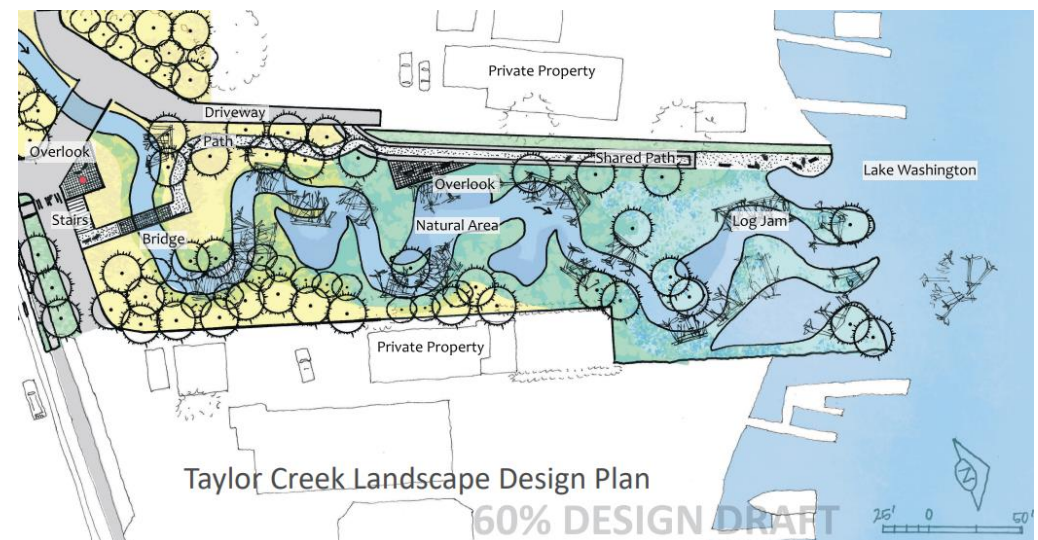 Private Property
Driveway
Path
Overlook
Shared Path
Lake Washington
Overlook
Stairs
Natural Area
Log Jam
Bridge
Private Property
Taylor Creek Landscape Design Plan
60% DESIGN DRAFT
N
25' 0 50'